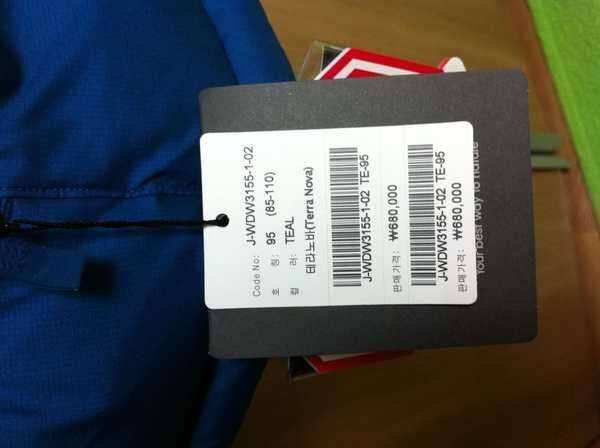 Code No: J-WDW3155-1-02
호 칭: 95 (85-110)
컬 러: TEAL
테라노바(Terra Nova)
J-WDW3155-1-02 TE-95
판매가격: ₩680,000
J-WDW3155-1-02 TE-95
판매가격: ₩680,000
Your best way to nature